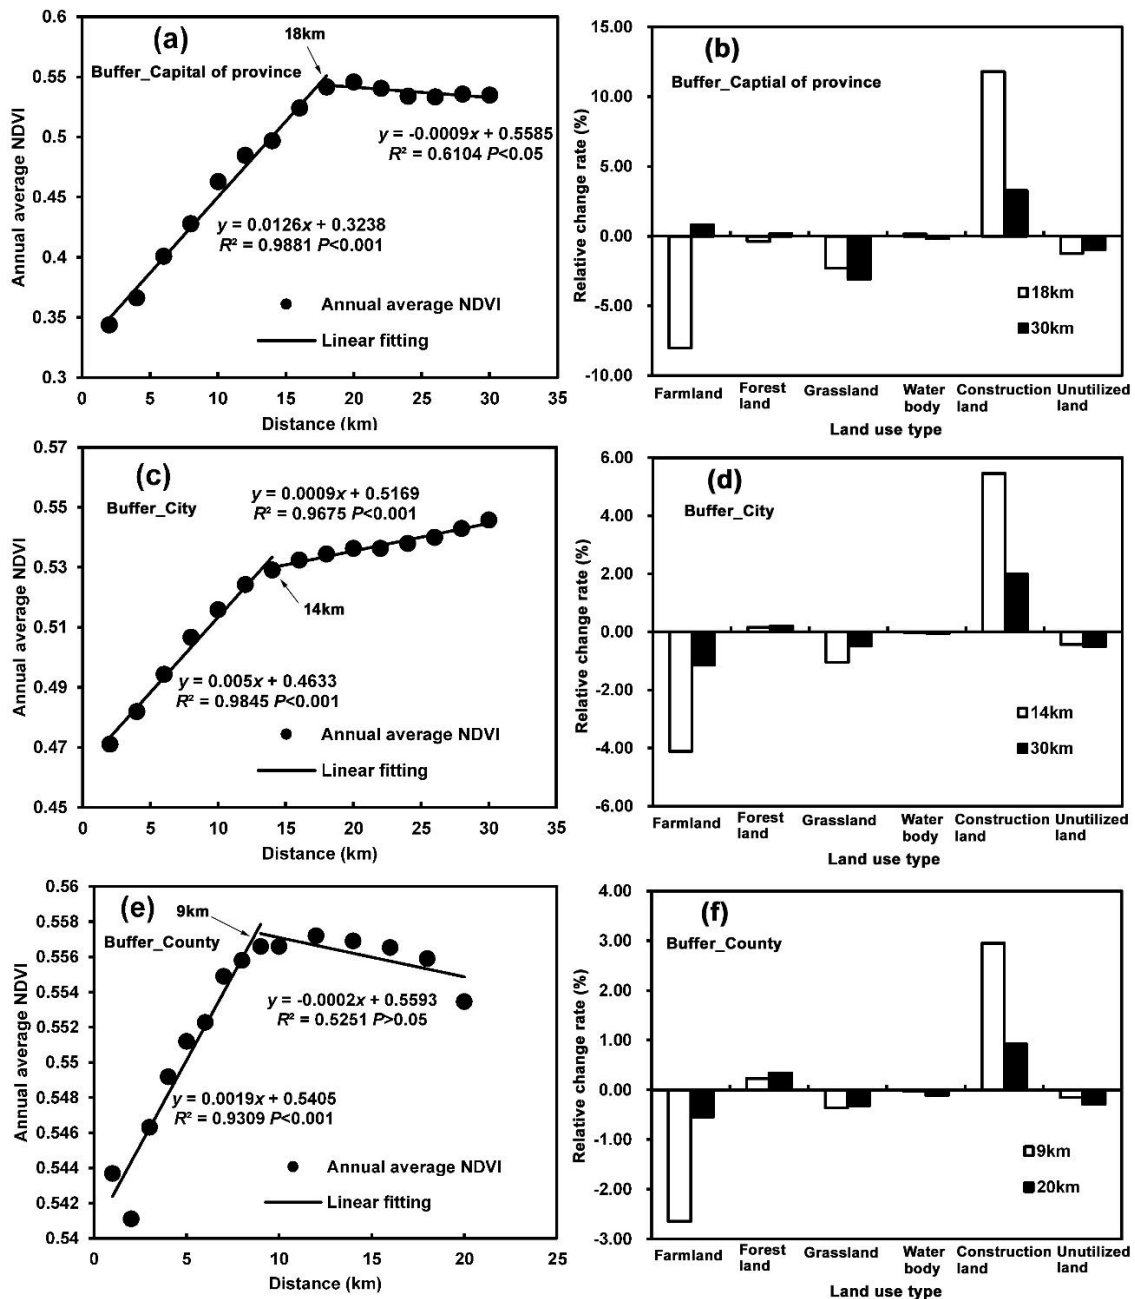 (a)
18km
Buffer_Capital of province
y = -0.0009x + 0.5585
R² = 0.6104 P<0.05
y = 0.0126x + 0.3238
R² = 0.9881 P<0.001
Annual average NDVI
Linear fitting
Annual average NDVI
0.6
0.55
0.5
0.45
0.4
0.35
0.3
0 5 10 15 20 25 30 35
Distance (km)
(b)
Buffer_Captial of province
Relative change rate (%)
15.00
10.00
5.00
0.00
-5.00
-10.00
18km
30km
Farmland Forest land Grassland Water body Construction land Unutilized land
Land use type
(c)
Buffer_City
y = 0.0009x + 0.5169
R² = 0.9675 P<0.001
14km
y = 0.005x + 0.4633
R² = 0.9845 P<0.001
Annual average NDVI
Linear fitting
Annual average NDVI
0.57
0.55
0.53
0.51
0.49
0.47
0.45
0 5 10 15 20 25 30 35
Distance (km)
(d)
Buffer_City
Relative change rate (%)
6.00
4.00
2.00
0.00
-2.00
-4.00
-6.00
14km
30km
Farmland Forest land Grassland Water body Construction land Unutilized land
Land use type
(e)
9km
Buffer_County
y = -0.0002x + 0.5593
R² = 0.5251 P>0.05
y = 0.0019x + 0.5405
R² = 0.9309 P<0.001
Annual average NDVI
Linear fitting
Annual average NDVI
0.56
0.558
0.556
0.554
0.552
0.55
0.548
0.546
0.544
0.542
0.54
0 5 10 15 20 25
Distance (km)
(f)
Buffer_County
Relative change rate (%)
4.00
3.00
2.00
1.00
0.00
-1.00
-2.00
-3.00
9km
20km
Farmland Forest land Grassland Water body Construction land Unutilized land
Land use type